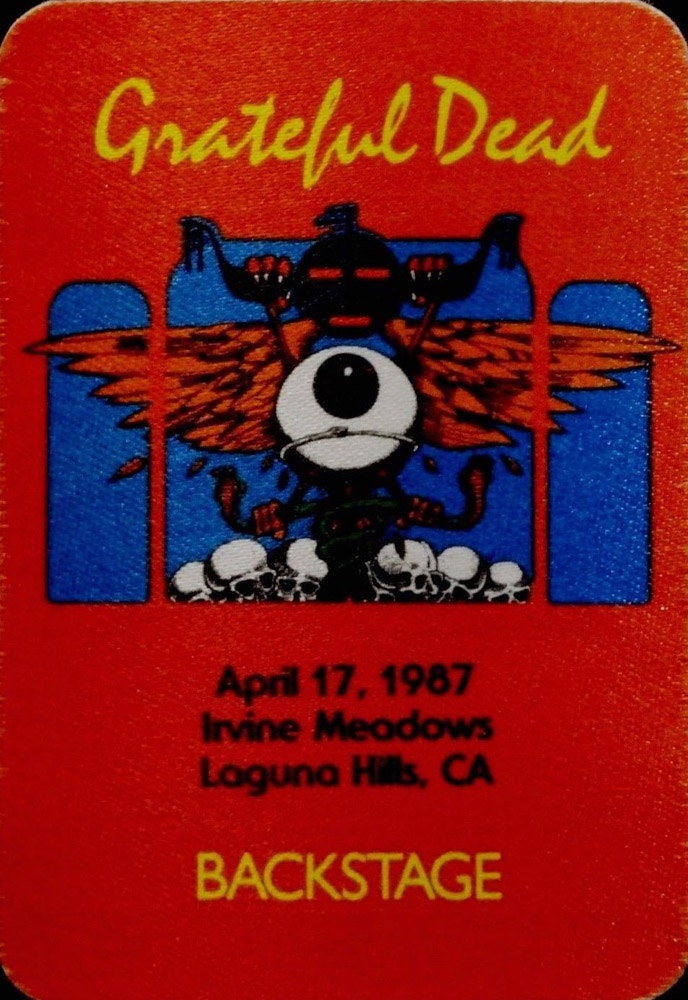 Grateful Dead
April 17, 1987
Irvine Meadows
Laguna Hills, CA
BACKSTAGE